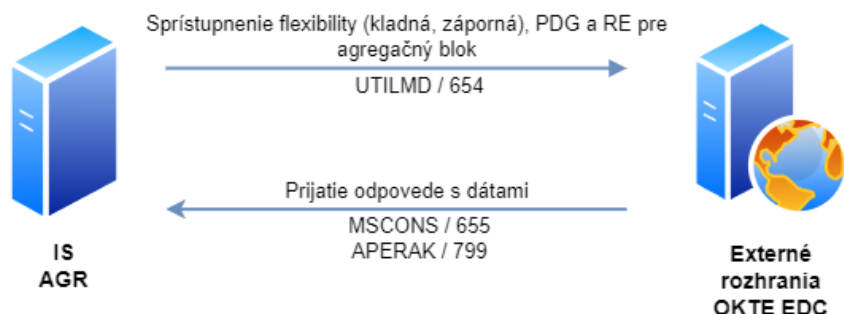 Sprístupnenie flexibility (kladná, záporná), PDG a RE pre
agregačný blok
UTILMD / 654
Prijatie odpovede s dátami
MSCONS / 655
APERAK / 799
IS
AGR
Externé
rozhrania
OKTE EDC